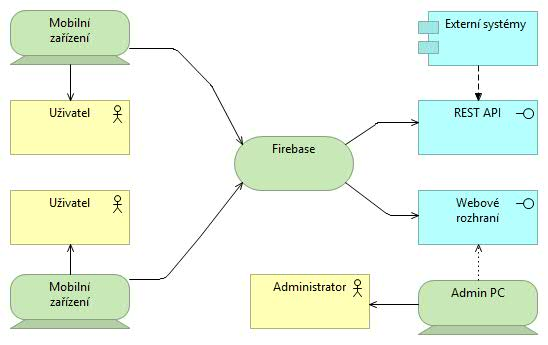 Mobilní
zařízení
Externí systémy
Uživatel
REST API
Firebase
Uživatel
Webové
rozhraní
Mobilní
zařízení
Administrator
Admin PC